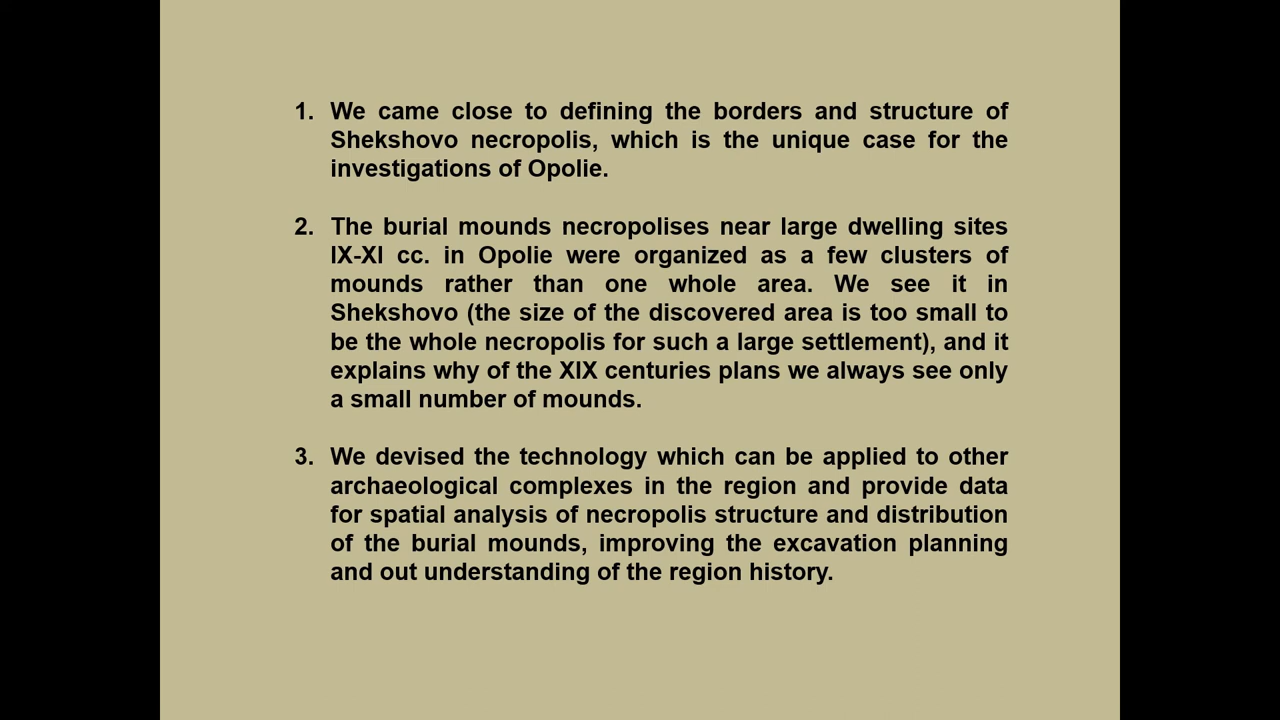 1. We came close to defining the borders and structure of
Shekshovo necropolis, which is the unique case for the
investigations of Opolie.
2. The burial mounds necropolises near large dwelling sites
IX-XI cc. in Opolie were organized as a few clusters of
mounds rather than one whole area. We see it in
Shekshovo (the size of the discovered area is too small to
be the whole necropolis for such a large settlement), and it
explains why of the XIX centuries plans we always see only
a small number of mounds.
3. We devised the technology which can be applied to other
archaeological complexes in the region and provide data
for spatial analysis of necropolis structure and distribution
of the burial mounds, improving the excavation planning
and out understanding of the region history.